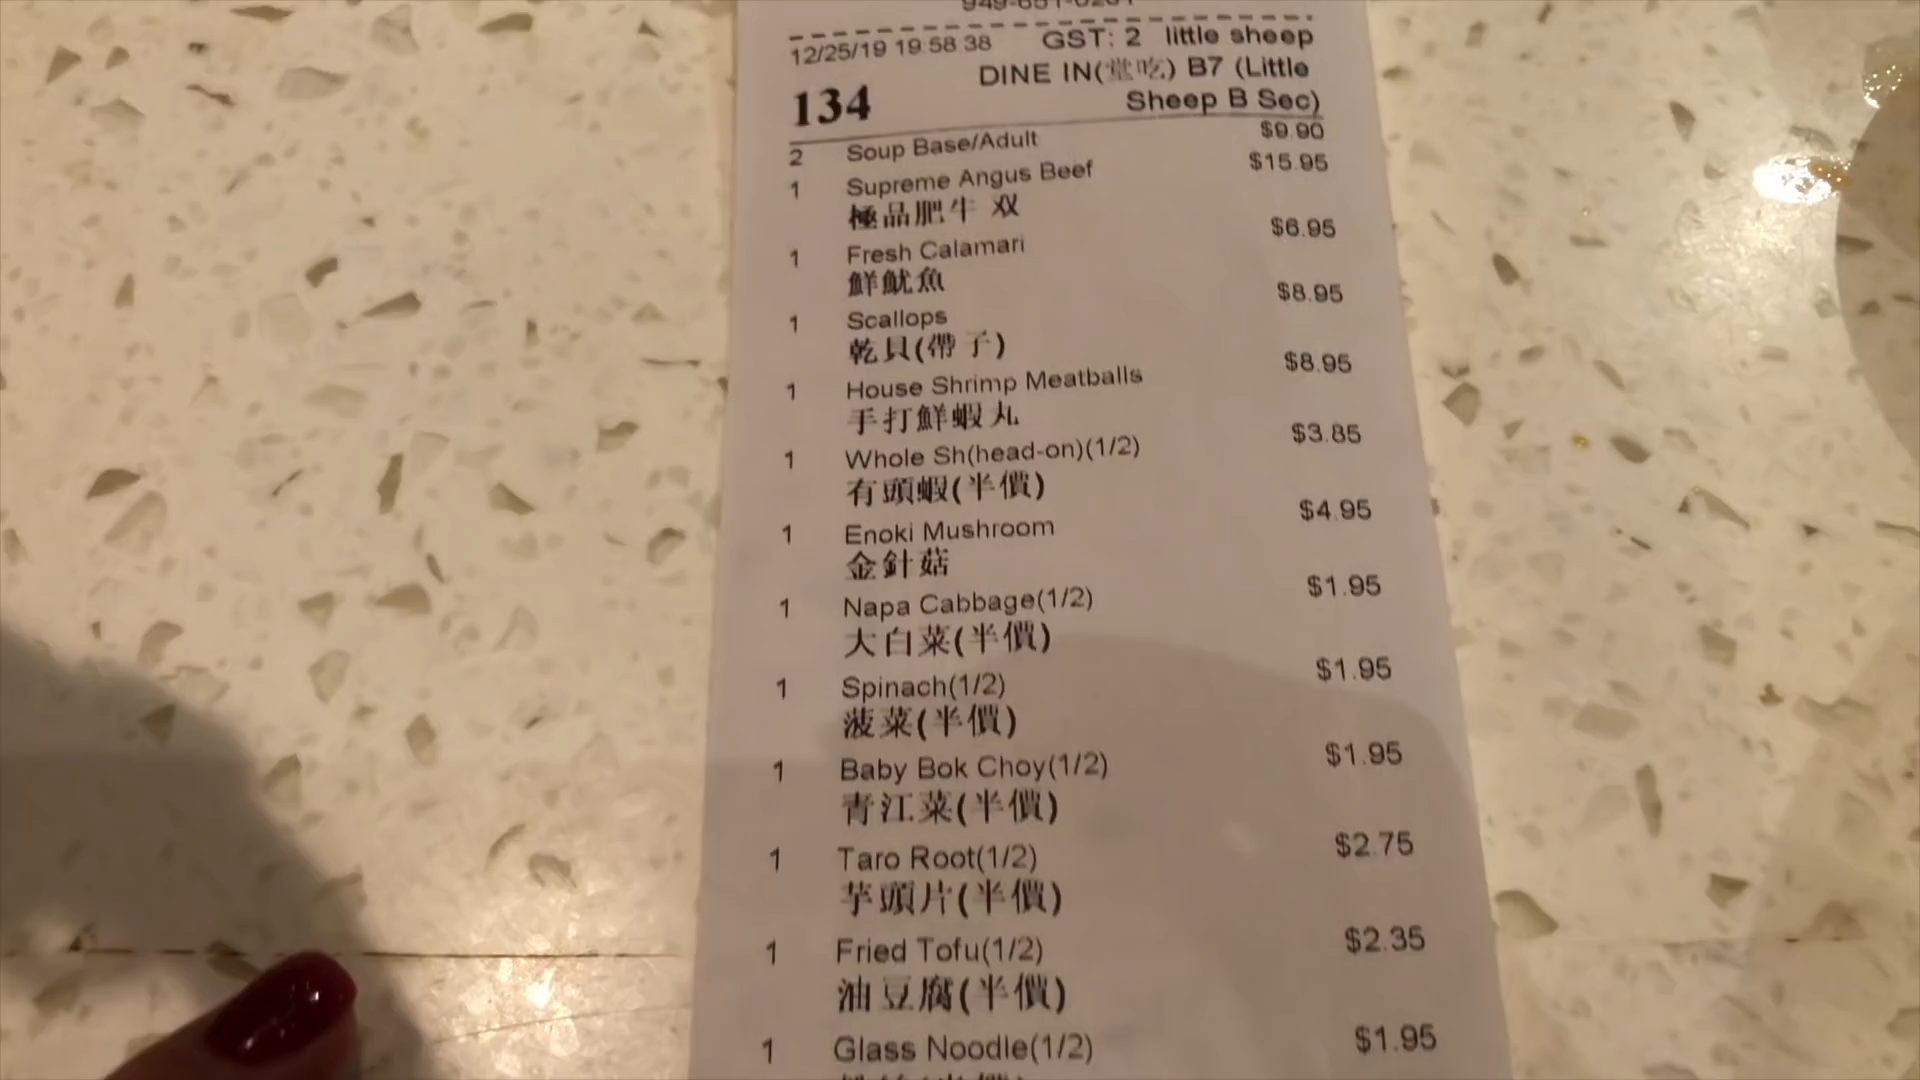 12/25/19 19:58:38 GST: 2 little sheep
DINE IN(堂吃) B7 (Little
134 Sheep B Sec)
2 Soup Base/Adult $9.90
1 Supreme Angus Beef $15.95
極品肥牛 双
1 Fresh Calamari $6.95
鮮魷魚
1 Scallops $8.95
乾貝(帶子)
1 House Shrimp Meatballs $8.95
手打鮮蝦丸
1 Whole Sh(head-on)(1/2) $3.85
有頭蝦(半價)
1 Enoki Mushroom $4.95
金針菇
1 Napa Cabbage(1/2) $1.95
大白菜(半價)
1 Spinach(1/2) $1.95
菠菜(半價)
1 Baby Bok Choy(1/2) $1.95
青江菜(半價)
1 Taro Root(1/2) $2.75
芋頭片(半價)
1 Fried Tofu(1/2) $2.35
油豆腐(半價)
1 Glass Noodle(1/2) $1.95